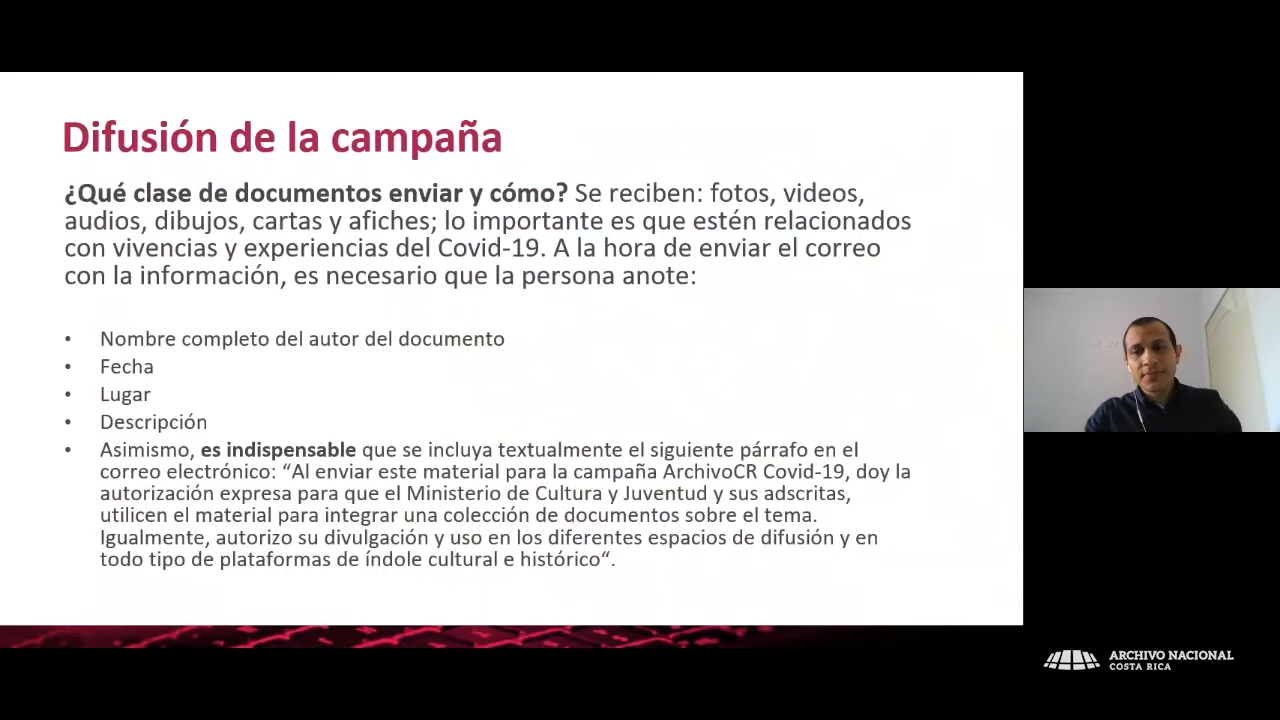 Difusión de la campaña
¿Qué clase de documentos enviar y cómo? Se reciben: fotos, videos,
audios, dibujos, cartas y afiches; lo importante es que estén relacionados
con vivencias y experiencias del Covid-19. A la hora de enviar el correo
con la información, es necesario que la persona anote:
• Nombre completo del autor del documento
• Fecha
• Lugar
• Descripción
• Asimismo, es indispensable que se incluya textualmente el siguiente párrafo en el
correo electrónico: “Al enviar este material para la campaña ArchivoCR Covid-19, doy la
autorización expresa para que el Ministerio de Cultura y Juventud y sus adscritas,
utilicen el material para integrar una colección de documentos sobre el tema.
Igualmente, autorizo su divulgación y uso en los diferentes espacios de difusión y en
todo tipo de plataformas de índole cultural e histórico“.
ARCHIVO NACIONAL
COSTA RICA